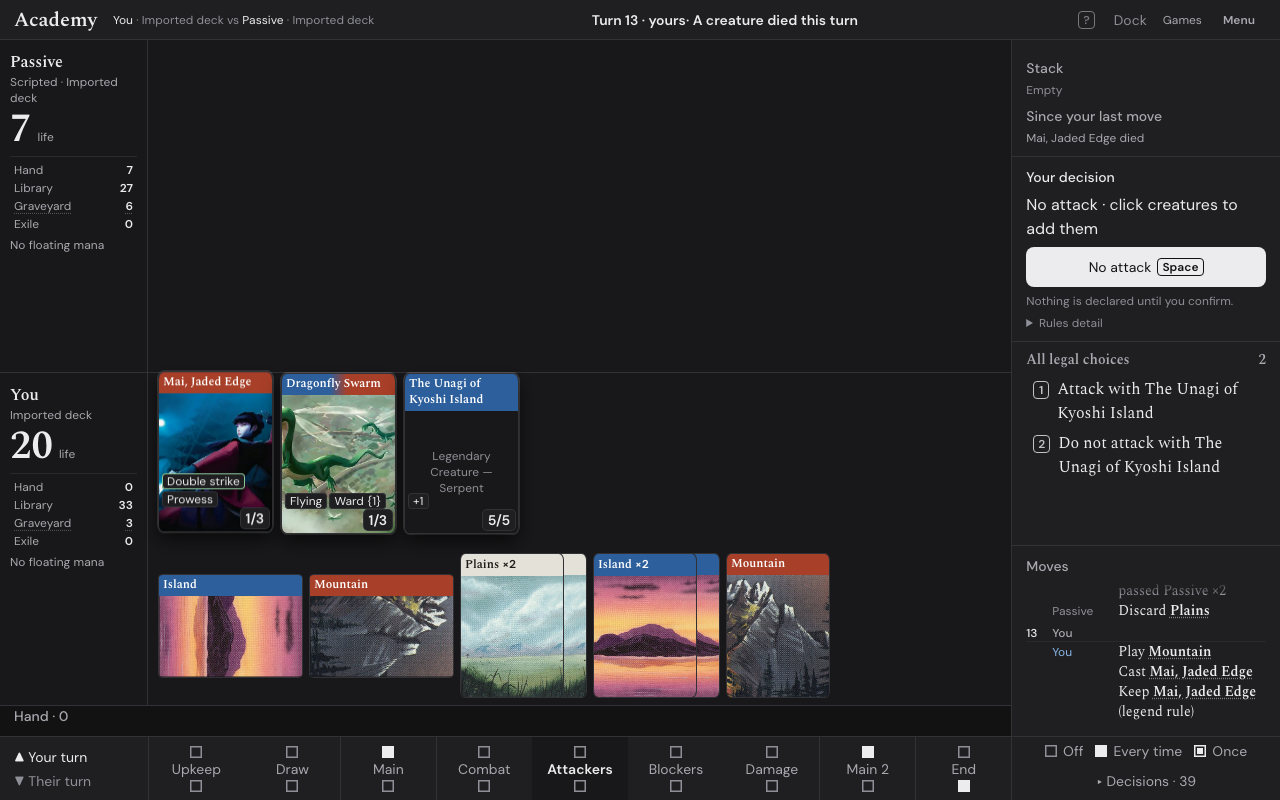 Academy
You · Imported deck vs Passive · Imported deck
Turn 13 · yours· A creature died this turn
?
Dock
Games
Menu
Passive
Scripted · Imported
deck
7 life
Hand 7
Library 27
Graveyard 6
Exile 0
No floating mana
You
Imported deck
20 life
Hand 0
Library 33
Graveyard 3
Exile 0
No floating mana
Mai, Jaded Edge
Double strike
Prowess
1/3
Dragonfly Swarm
Flying
Ward {1}
1/3
The Unagi of
Kyoshi Island
Legendary
Creature —
Serpent
+1
5/5
Island
Mountain
Plains ×2
Island ×2
Mountain
Hand · 0
Stack
Empty
Since your last move
Mai, Jaded Edge died
Your decision
No attack · click creatures to
add them
No attack Space
Nothing is declared until you confirm.
▶ Rules detail
All legal choices 2
1 Attack with The Unagi of
Kyoshi Island
2 Do not attack with The
Unagi of Kyoshi Island
Moves
passed Passive ×2
Passive Discard Plains
13 You
You Play Mountain
Cast Mai, Jaded Edge
Keep Mai, Jaded Edge
(legend rule)
▲ Your turn
▼ Their turn
Upkeep
Draw
Main
Combat
Attackers
Blockers
Damage
Main 2
End
Off
Every time
Once
▸ Decisions · 39